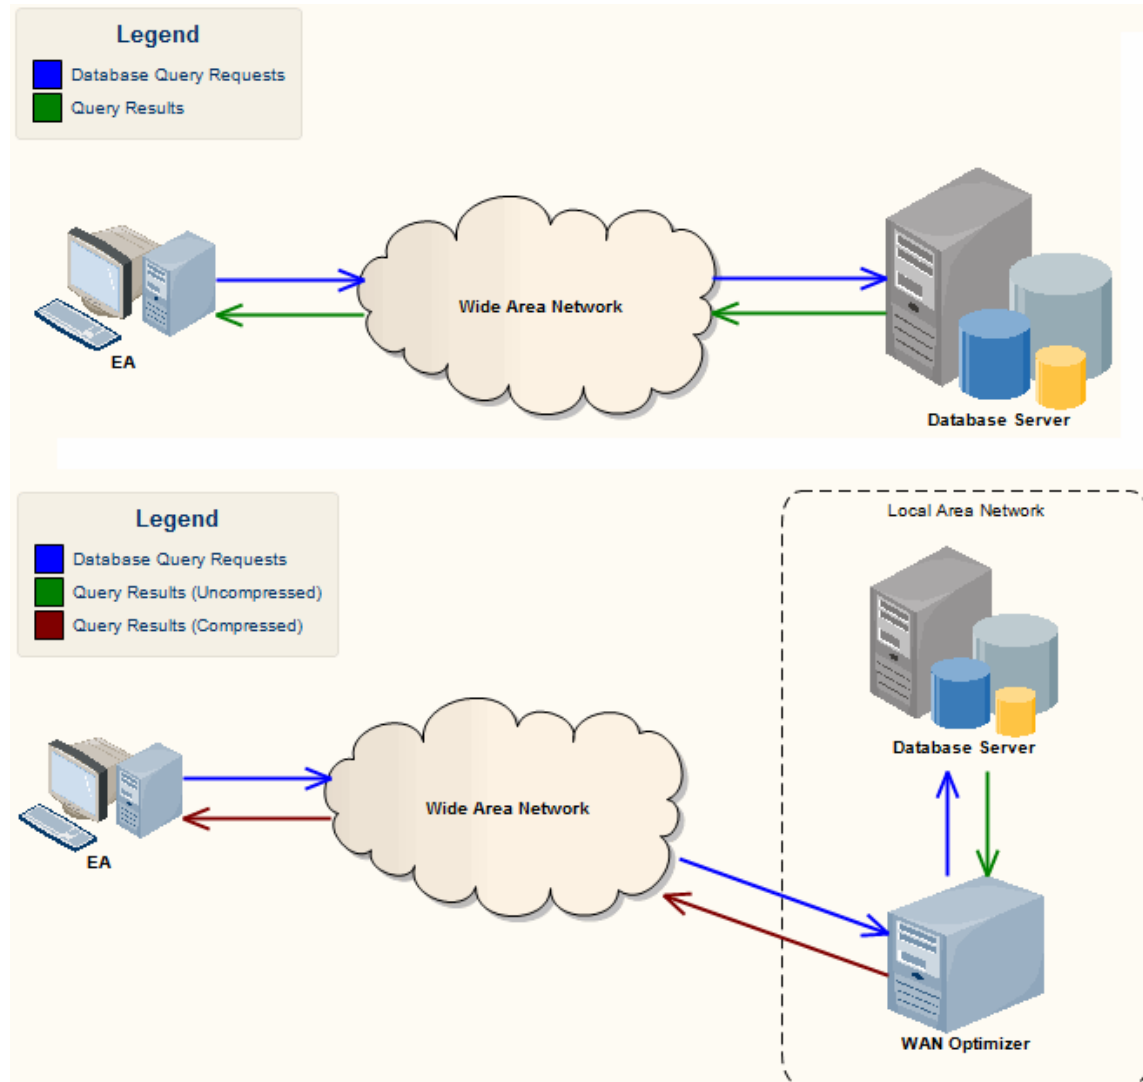 Legend
Database Query Requests
Query Results
Wide Area Network
EA
Database Server
Legend
Database Query Requests
Query Results (Uncompressed)
Query Results (Compressed)
Local Area Network
Database Server
Wide Area Network
EA
WAN Optimizer